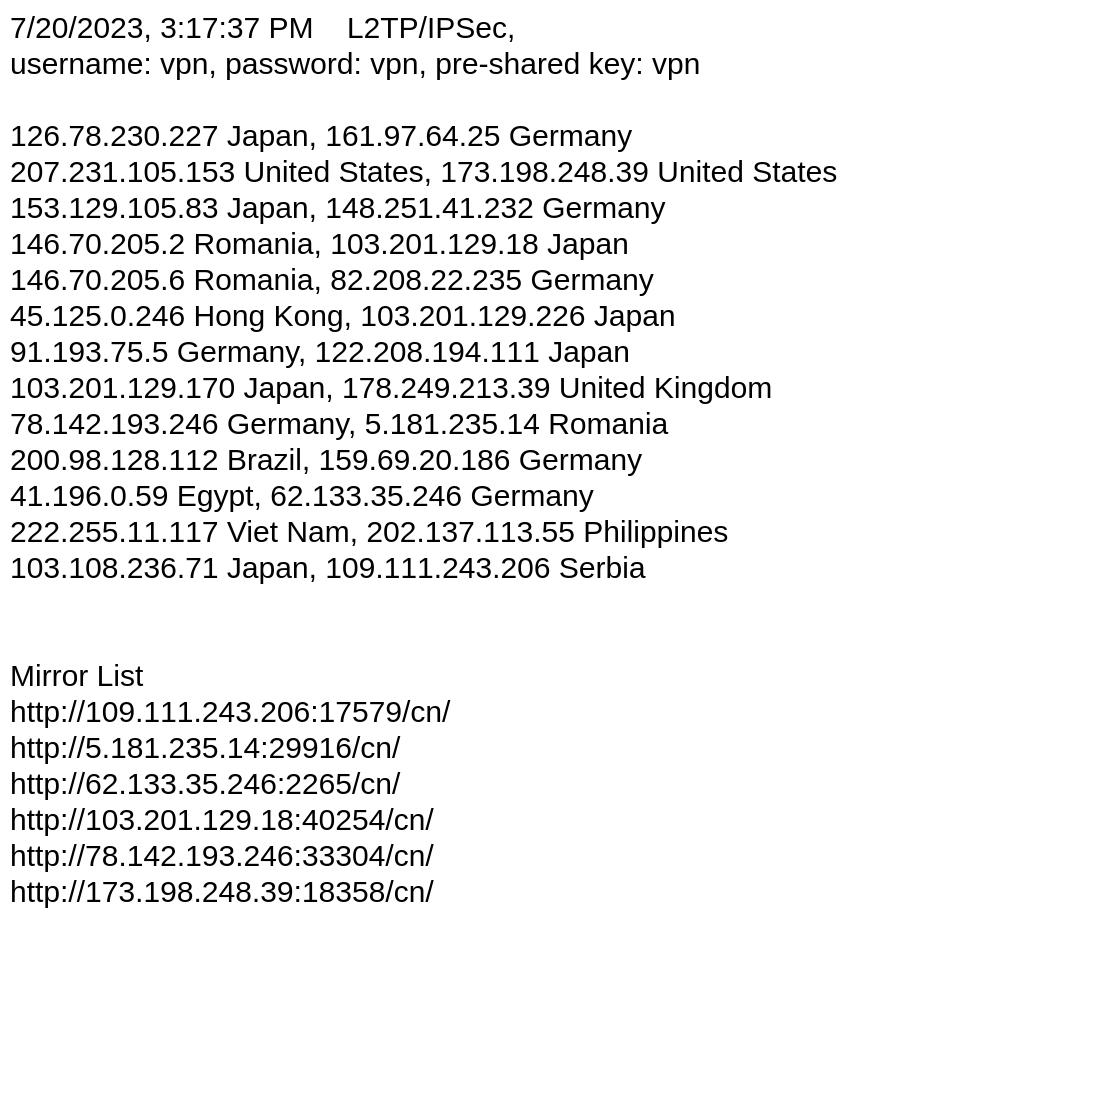 7/20/2023, 3:17:37 PM    L2TP/IPSec,
username: vpn, password: vpn, pre-shared key: vpn
126.78.230.227 Japan, 161.97.64.25 Germany
207.231.105.153 United States, 173.198.248.39 United States
153.129.105.83 Japan, 148.251.41.232 Germany
146.70.205.2 Romania, 103.201.129.18 Japan
146.70.205.6 Romania, 82.208.22.235 Germany
45.125.0.246 Hong Kong, 103.201.129.226 Japan
91.193.75.5 Germany, 122.208.194.111 Japan
103.201.129.170 Japan, 178.249.213.39 United Kingdom
78.142.193.246 Germany, 5.181.235.14 Romania
200.98.128.112 Brazil, 159.69.20.186 Germany
41.196.0.59 Egypt, 62.133.35.246 Germany
222.255.11.117 Viet Nam, 202.137.113.55 Philippines
103.108.236.71 Japan, 109.111.243.206 Serbia
Mirror List
http://109.111.243.206:17579/cn/
http://5.181.235.14:29916/cn/
http://62.133.35.246:2265/cn/
http://103.201.129.18:40254/cn/
http://78.142.193.246:33304/cn/
http://173.198.248.39:18358/cn/